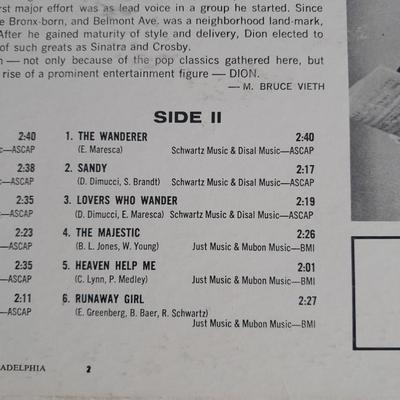 rst major effort was as lead voice in a group he started. Since
e Bronx-born, and Belmont Ave. was a neighborhood land-mark,
After he gained maturity of style and delivery, Dion elected to
of such greats as Sinatra and Crosby.
n — not only because of the pop classics gathered here, but
rise of a prominent entertainment figure — DION.
— M. BRUCE VIETH
SIDE II
2:40 1. THE WANDERER 2:40
c—ASCAP (E. Maresca) Schwartz Music & Disal Music—ASCAP
2:38 2. SANDY 2:17
c—ASCAP (D. Dimucci, S. Brandt) Schwartz Music & Disal Music—ASCAP
2:35 3. LOVERS WHO WANDER 2:19
—ASCAP (D. Dimucci, E. Maresca) Schwartz Music & Disal Music—ASCAP
2:23 4. THE MAJESTIC 2:26
—ASCAP (B. L. Jones, W. Young) Just Music & Mubon Music—BMI
2:35 5. HEAVEN HELP ME 2:01
—ASCAP (C. Lynn, P. Medley) Just Music & Mubon Music—BMI
2:11 6. RUNAWAY GIRL 2:27
—ASCAP (E. Greenberg, B. Baer, R. Schwartz)
Just Music & Mubon Music—BMI
ADELPHIA 2